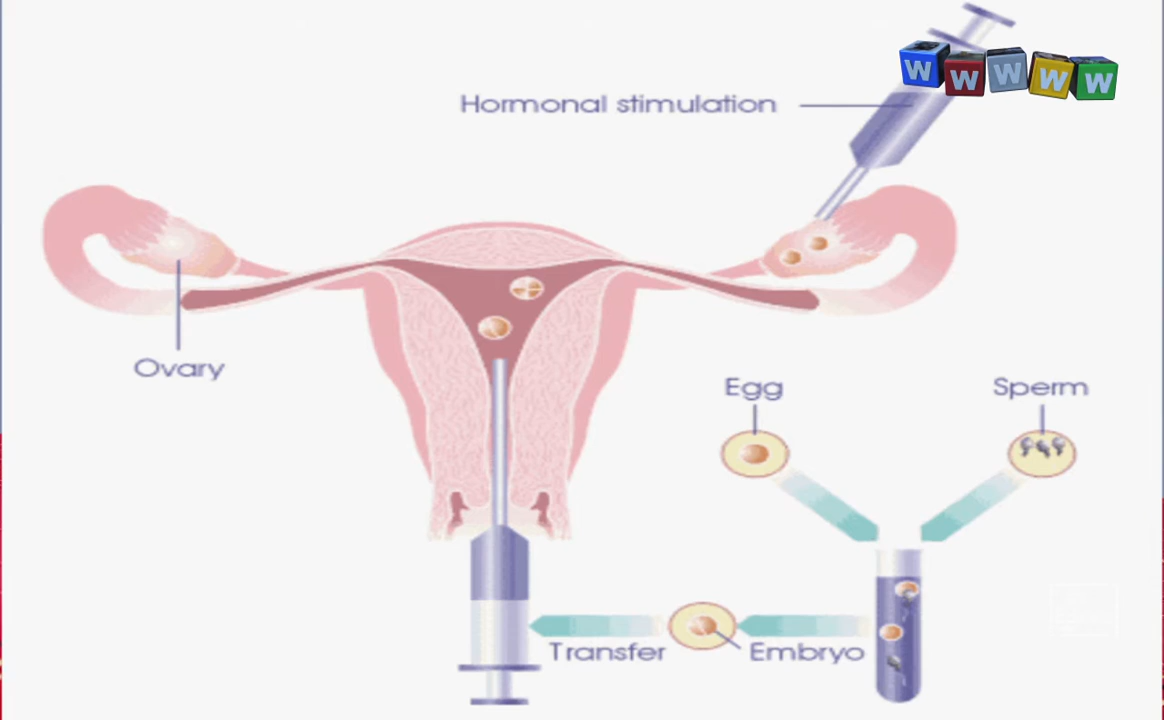 W W W W W
Hormonal stimulation
Ovary
Egg
Sperm
Transfer
Embryo